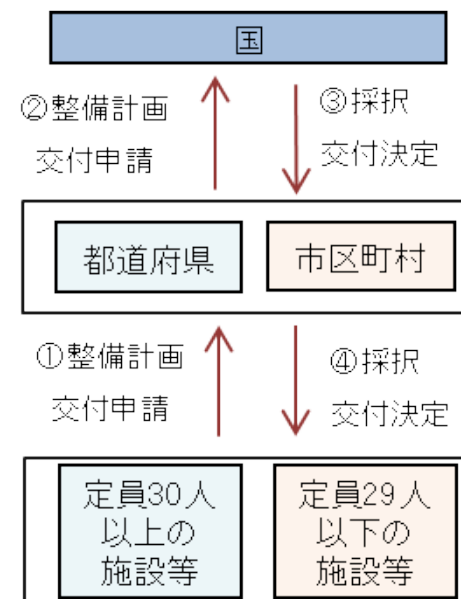 国
②整備計画
交付申請
③採択
交付決定
都道府県
市区町村
①整備計画
交付申請
④採択
交付決定
定員30人
以上の
施設等
定員29人
以下の
施設等